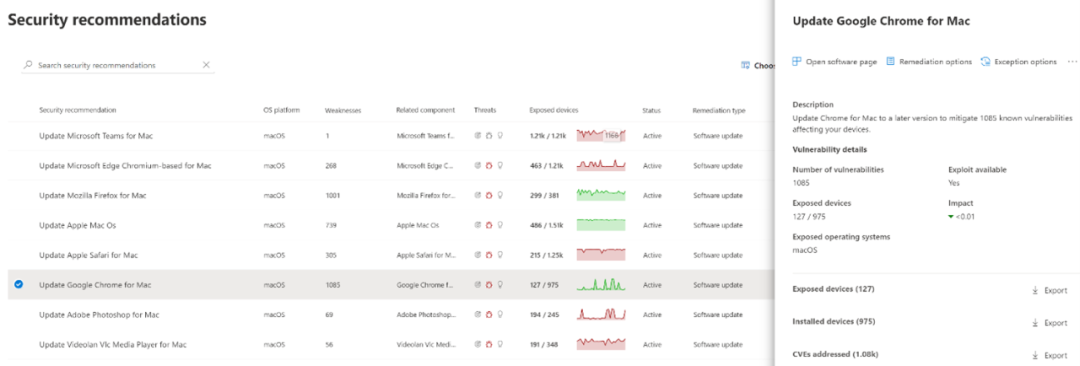 Security recommendations
Search security recommendations
Choos
Security recommendation OS platform Weaknesses Related component Threats Exposed devices Status Remediation type
Update Microsoft Teams for Mac macOS 1 Microsoft Teams f... 1.21k / 1.21k 1166 Active Software update
Update Microsoft Edge Chromium-based for Mac macOS 268 Microsoft Edge C... 463 / 1.21k Active Software update
Update Mozilla Firefox for Mac macOS 1001 Mozilla Firefox for... 299 / 381 Active Software update
Update Apple Mac Os macOS 739 Apple Mac Os 486 / 1.51k Active Software update
Update Apple Safari for Mac macOS 305 Apple Safari for M... 215 / 1.25k Active Software update
Update Google Chrome for Mac macOS 1085 Google Chrome f... 127 / 975 Active Software update
Update Adobe Photoshop for Mac macOS 69 Adobe Photoshop... 194 / 245 Active Software update
Update Videolan Vlc Media Player for Mac macOS 56 Videolan Vlc Medi... 191 / 348 Active Software update
Update Google Chrome for Mac
Open software page Remediation options Exception options ...
Description
Update Chrome for Mac to a later version to mitigate 1085 known vulnerabilities
affecting your devices.
Vulnerability details
Number of vulnerabilities Exploit available
1085 Yes
Exposed devices Impact
127 / 975 <0.01
Exposed operating systems
macOS
Exposed devices (127) Export
Installed devices (975) Export
CVEs addressed (1.08k) Export